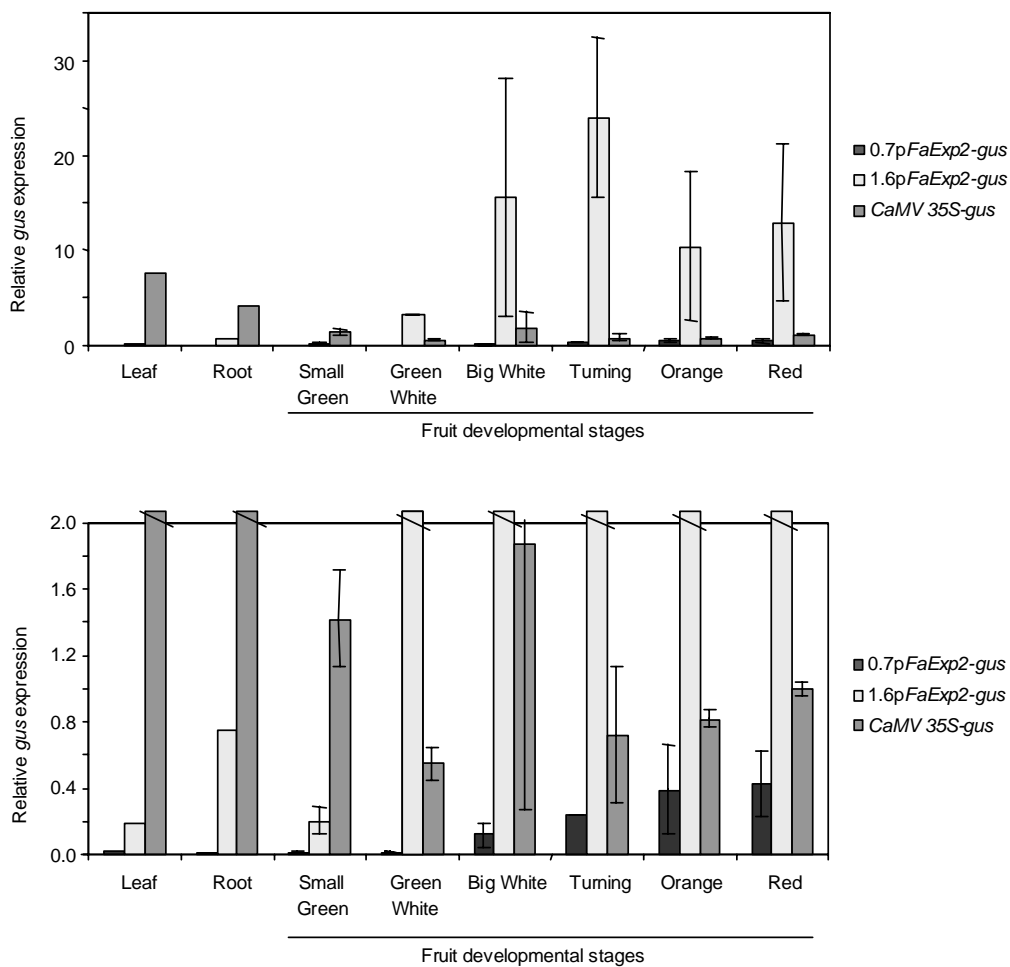 30
20
10
0
Relative gus expression
Leaf Root Small Green White Big White Turning Orange Red
Green White
Fruit developmental stages
0.7pFaExp2-gus
1.6pFaExp2-gus
CaMV 35S-gus
2.0
1.6
1.2
0.8
0.4
0.0
Relative gus expression
Leaf Root Small Green Big White Turning Orange Red
Green White
Fruit developmental stages
0.7pFaExp2-gus
1.6pFaExp2-gus
CaMV 35S-gus